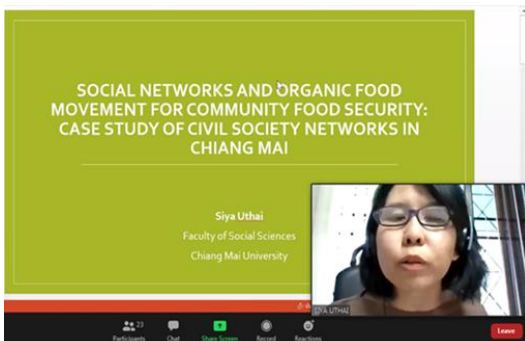 SOCIAL NETWORKS AND ORGANIC FOOD
MOVEMENT FOR COMMUNITY FOOD SECURITY:
CASE STUDY OF CIVIL SOCIETY NETWORKS IN
CHIANG MAI
Siya Uthai
Faculty of Social Sciences
Chiang Mai University
SIYA UTHAI
23
Participants
Chat
Share Screen
Record
Reactions
Leave